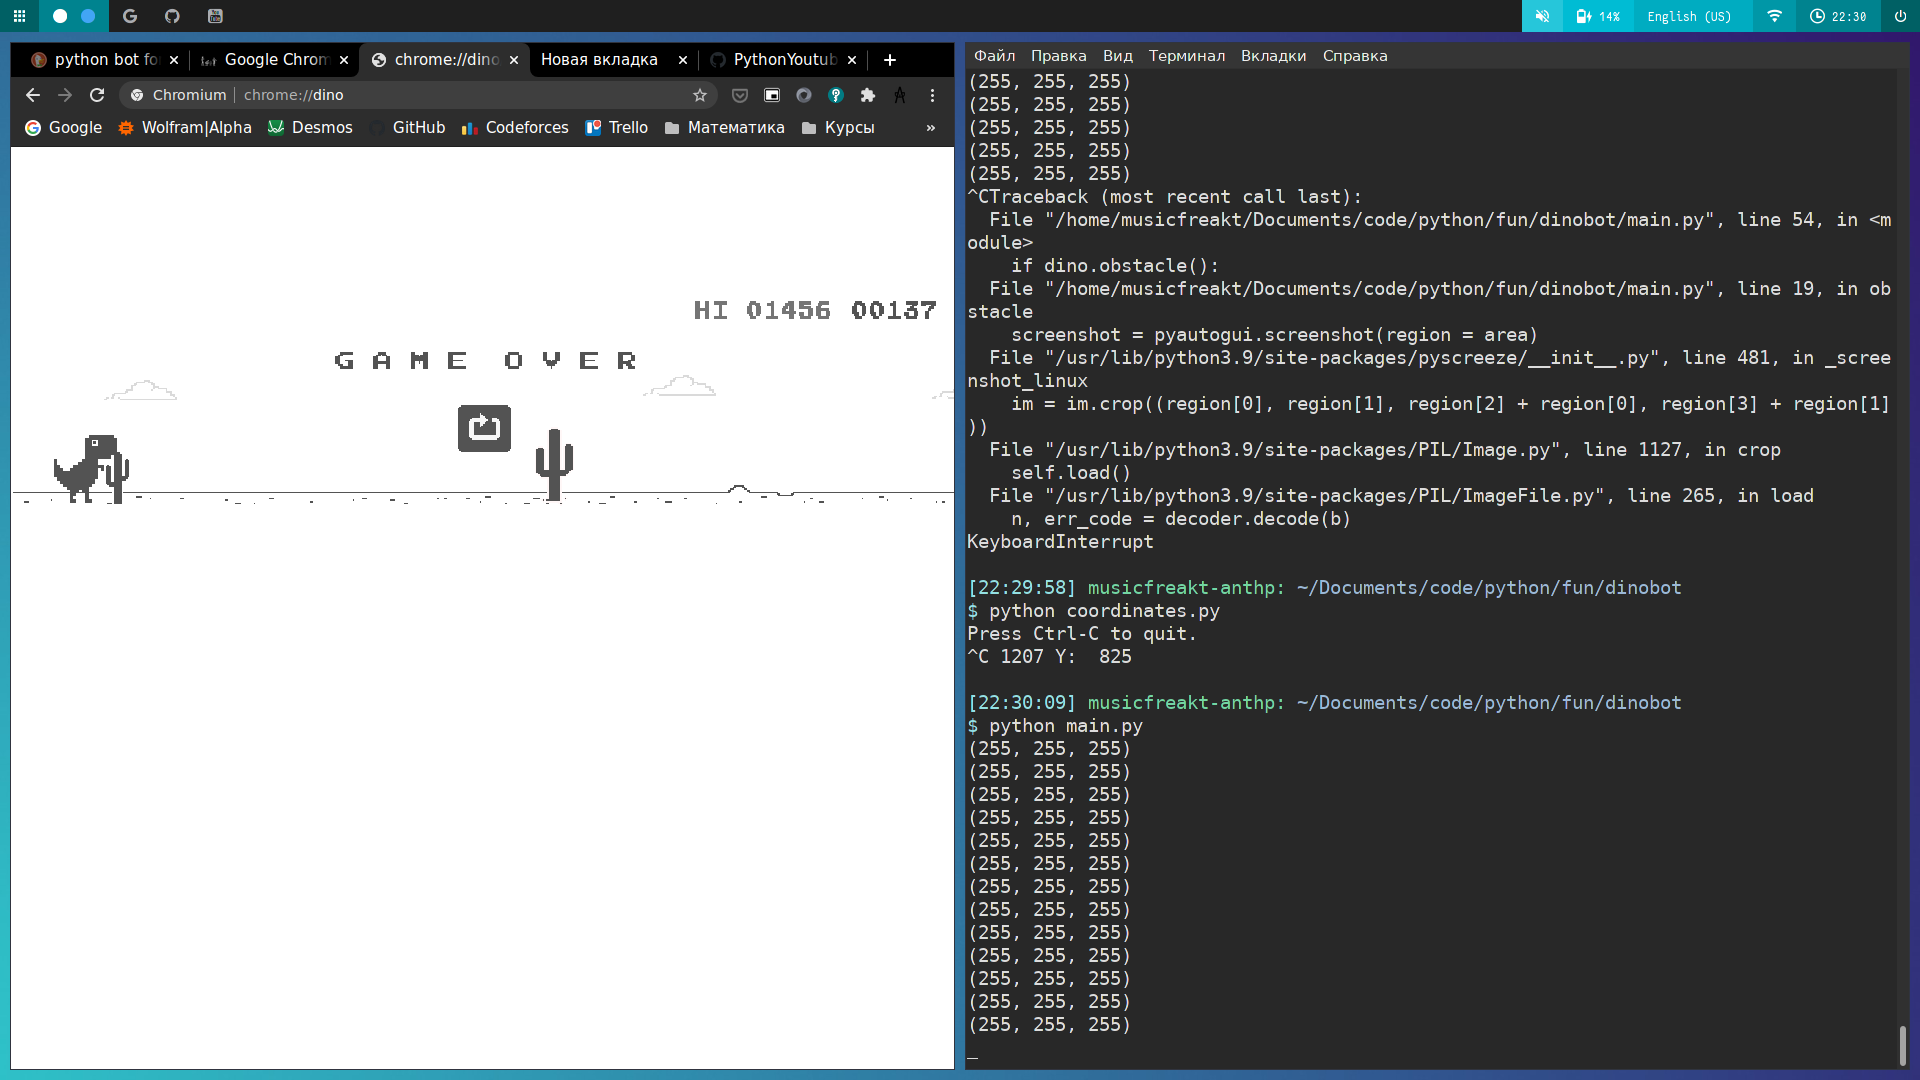 14%
English (US)
22:30
python bot fo
Google Chrom
chrome://dino
Новая вкладка
PythonYoutub
Chromium
chrome://dino
Google
Wolfram|Alpha
Desmos
GitHub
Codeforces
Trello
Математика
Курсы
»
HI 01456 00137
GAME OVER
Файл Правка Вид Терминал Вкладки Справка
(255, 255, 255)
(255, 255, 255)
(255, 255, 255)
(255, 255, 255)
(255, 255, 255)
^CTraceback (most recent call last):
  File "/home/musicfreakt/Documents/code/python/fun/dinobot/main.py", line 54, in <m
odule>
    if dino.obstacle():
  File "/home/musicfreakt/Documents/code/python/fun/dinobot/main.py", line 19, in ob
stacle
    screenshot = pyautogui.screenshot(region = area)
  File "/usr/lib/python3.9/site-packages/pyscreeze/__init__.py", line 481, in _scree
nshot_linux
    im = im.crop((region[0], region[1], region[2] + region[0], region[3] + region[1]
))
  File "/usr/lib/python3.9/site-packages/PIL/Image.py", line 1127, in crop
    self.load()
  File "/usr/lib/python3.9/site-packages/PIL/ImageFile.py", line 265, in load
    n, err_code = decoder.decode(b)
KeyboardInterrupt
[22:29:58] musicfreakt-anthp: ~/Documents/code/python/fun/dinobot
$ python coordinates.py
Press Ctrl-C to quit.
^C 1207 Y:  825
[22:30:09] musicfreakt-anthp: ~/Documents/code/python/fun/dinobot
$ python main.py
(255, 255, 255)
(255, 255, 255)
(255, 255, 255)
(255, 255, 255)
(255, 255, 255)
(255, 255, 255)
(255, 255, 255)
(255, 255, 255)
(255, 255, 255)
(255, 255, 255)
(255, 255, 255)
(255, 255, 255)
(255, 255, 255)